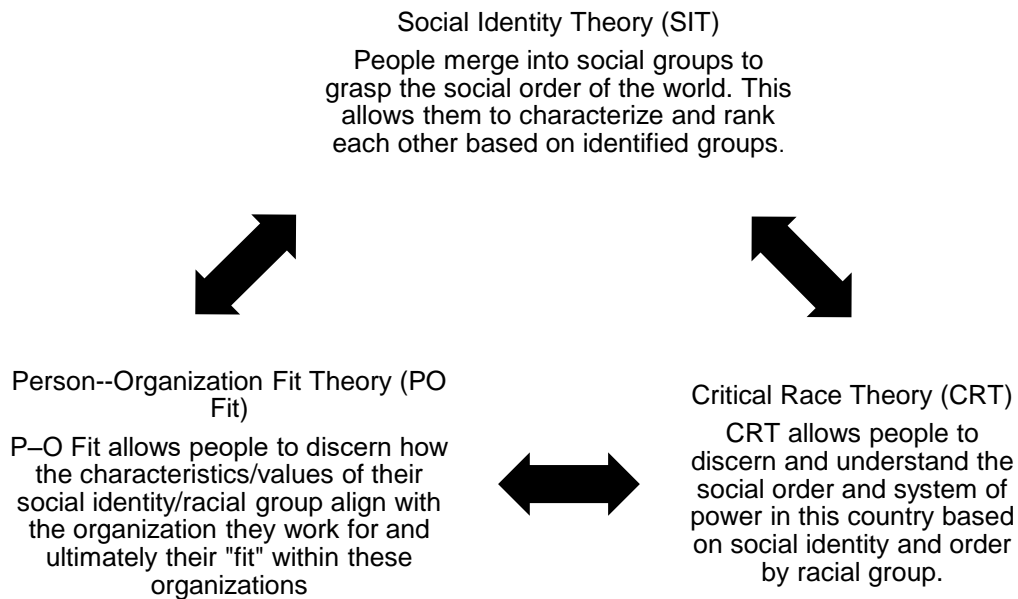 Social Identity Theory (SIT)
People merge into social groups to
grasp the social order of the world. This
allows them to characterize and rank
each other based on identified groups.
Person--Organization Fit Theory (PO
Fit)
P–O Fit allows people to discern how
the characteristics/values of their
social identity/racial group align with
the organization they work for and
ultimately their "fit" within these
organizations
Critical Race Theory (CRT)
CRT allows people to
discern and understand the
social order and system of
power in this country based
on social identity and order
by racial group.